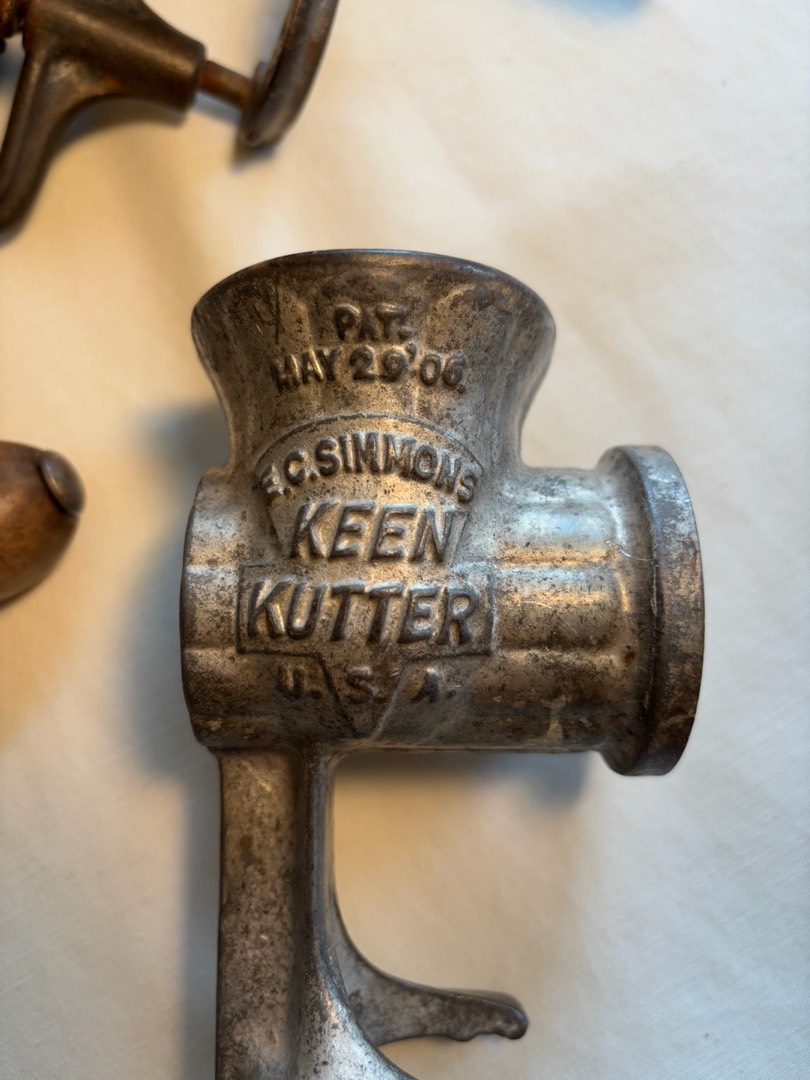 PAT.
MAY 29'06.
E.C.SIMMONS
KEEN
KUTTER
U.S.A.